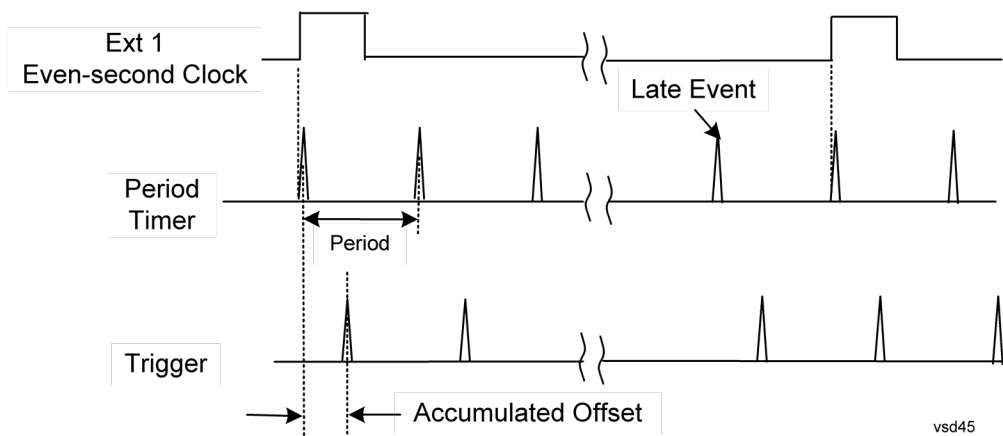 Ext 1
Even-second Clock
Late Event
Period
Timer
Period
Trigger
Accumulated Offset
vsd45